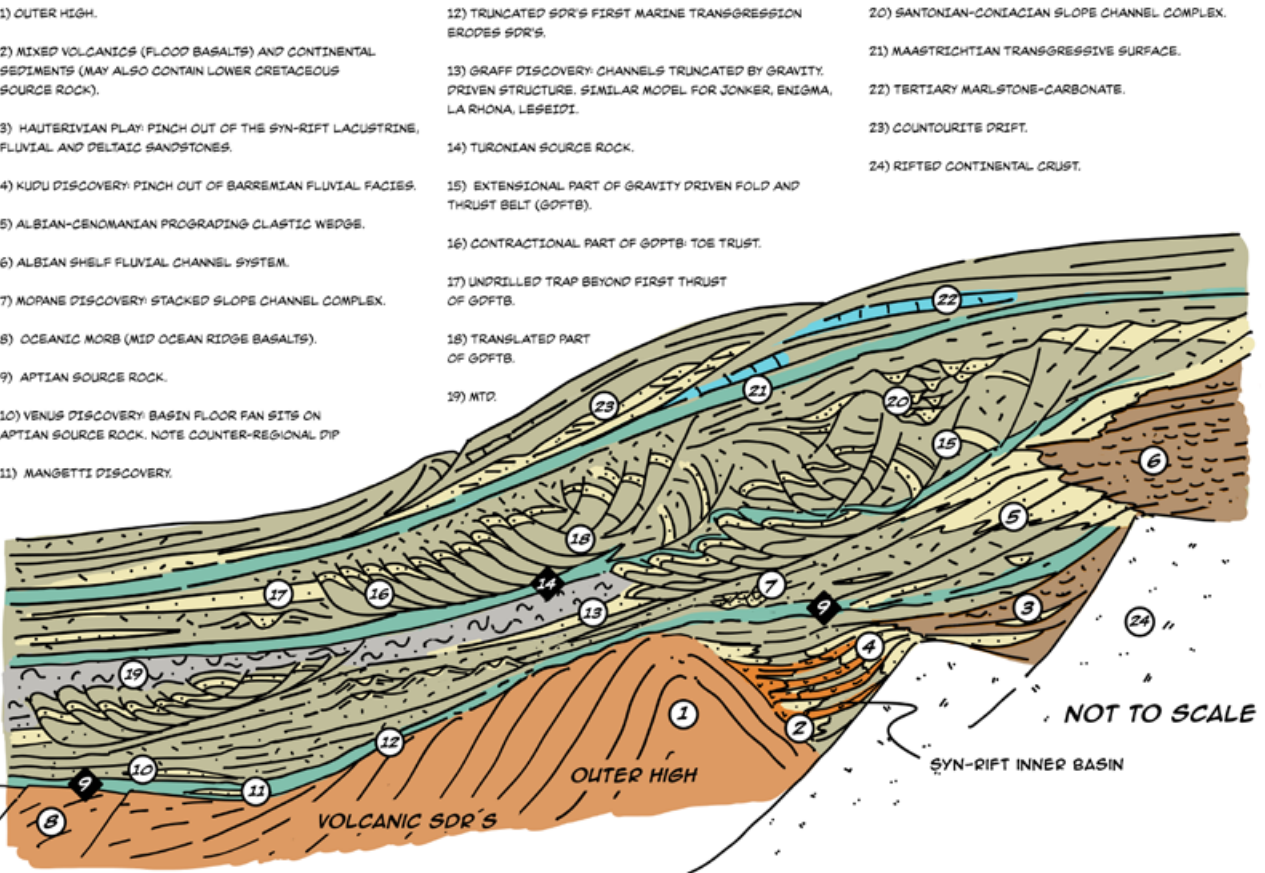 1) OUTER HIGH.
2) MIXED VOLCANICS (FLOOD BASALTS) AND CONTINENTAL
SEDIMENTS (MAY ALSO CONTAIN LOWER CRETACEOUS
SOURCE ROCK).
3) HAUTERIVIAN PLAY: PINCH OUT OF THE SYN-RIFT LACUSTRINE,
FLUVIAL AND DELTAIC SANDSTONES.
4) KUDU DISCOVERY: PINCH OUT OF BARREMIAN FLUVIAL FACIES.
5) ALBIAN-CENOMANIAN PROGRADING CLASTIC WEDGE.
6) ALBIAN SHELF FLUVIAL CHANNEL SYSTEM.
7) MOPANE DISCOVERY: STACKED SLOPE CHANNEL COMPLEX.
8) OCEANIC MORB (MID OCEAN RIDGE BASALTS).
9) APTIAN SOURCE ROCK.
10) VENUS DISCOVERY: BASIN FLOOR FAN SITS ON
APTIAN SOURCE ROCK. NOTE COUNTER-REGIONAL DIP
11) MANGETTI DISCOVERY.
12) TRUNCATED SDR'S FIRST MARINE TRANSGRESSION
ERODES SDR'S.
13) GRAFF DISCOVERY: CHANNELS TRUNCATED BY GRAVITY.
DRIVEN STRUCTURE. SIMILAR MODEL FOR JONKER, ENIGMA,
LA RHONA, LESEIDI.
14) TURONIAN SOURCE ROCK.
15) EXTENSIONAL PART OF GRAVITY DRIVEN FOLD AND
THRUST BELT (GDFTB).
16) CONTRACTIONAL PART OF GDPTB: TOE TRUST.
17) UNDRILLED TRAP BEYOND FIRST THRUST
OF GDFTB.
18) TRANSLATED PART
OF GDFTB.
19) MTD.
20) SANTONIAN-CONIACIAN SLOPE CHANNEL COMPLEX.
21) MAASTRICHTIAN TRANSGRESSIVE SURFACE.
22) TERTIARY MARLSTONE-CARBONATE.
23) COUNTOURITE DRIFT.
24) RIFTED CONTINENTAL CRUST.
22
21
23
20
15
6
5
18
14
7
17
16
13
9
3
24
4
19
1
2
NOT TO SCALE
12
10
9
11
8
OUTER HIGH
SYN-RIFT INNER BASIN
VOLCANIC SDR'S